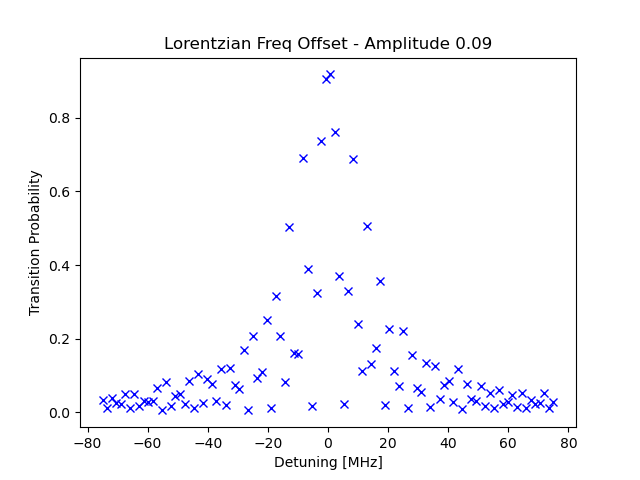 Lorentzian Freq Offset - Amplitude 0.09
Transition Probability
0.8
0.6
0.4
0.2
0.0
−80 −60 −40 −20 0 20 40 60 80
Detuning [MHz]